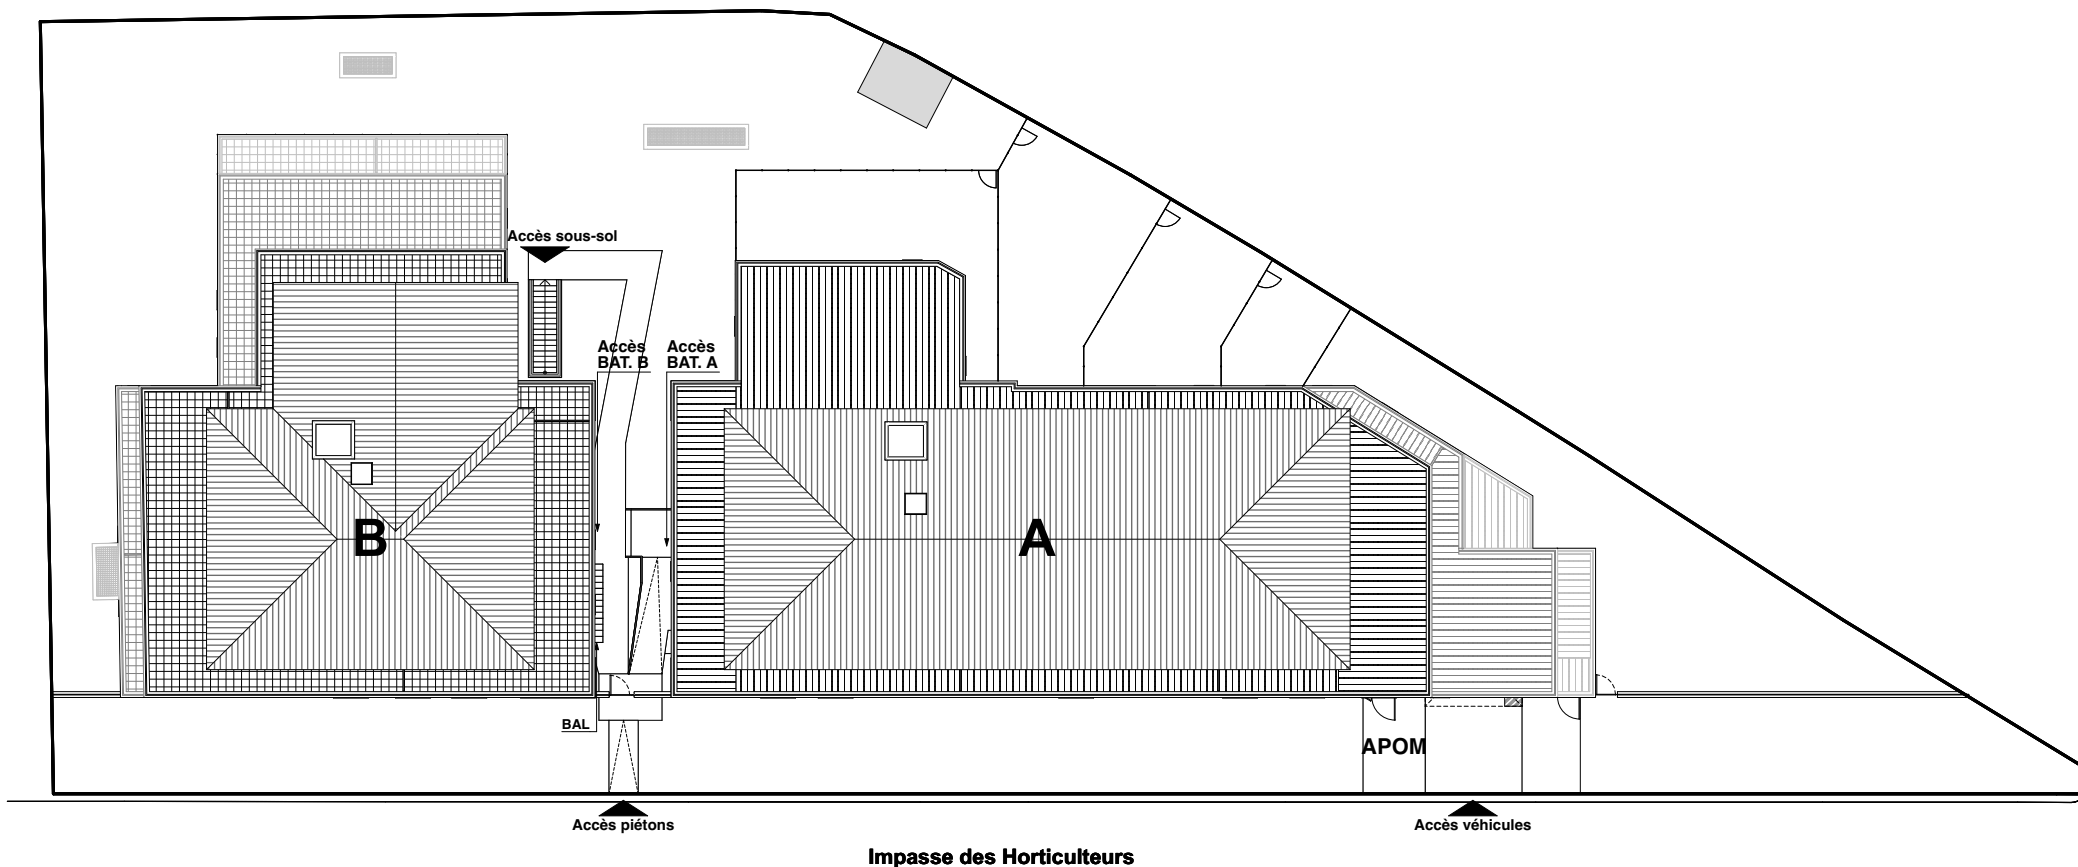 Accès sous-sol
Accès
BAT. B
Accès
BAT. A
B
A
BAL
APOM
Accès piétons
Accès véhicules
Impasse des Horticulteurs